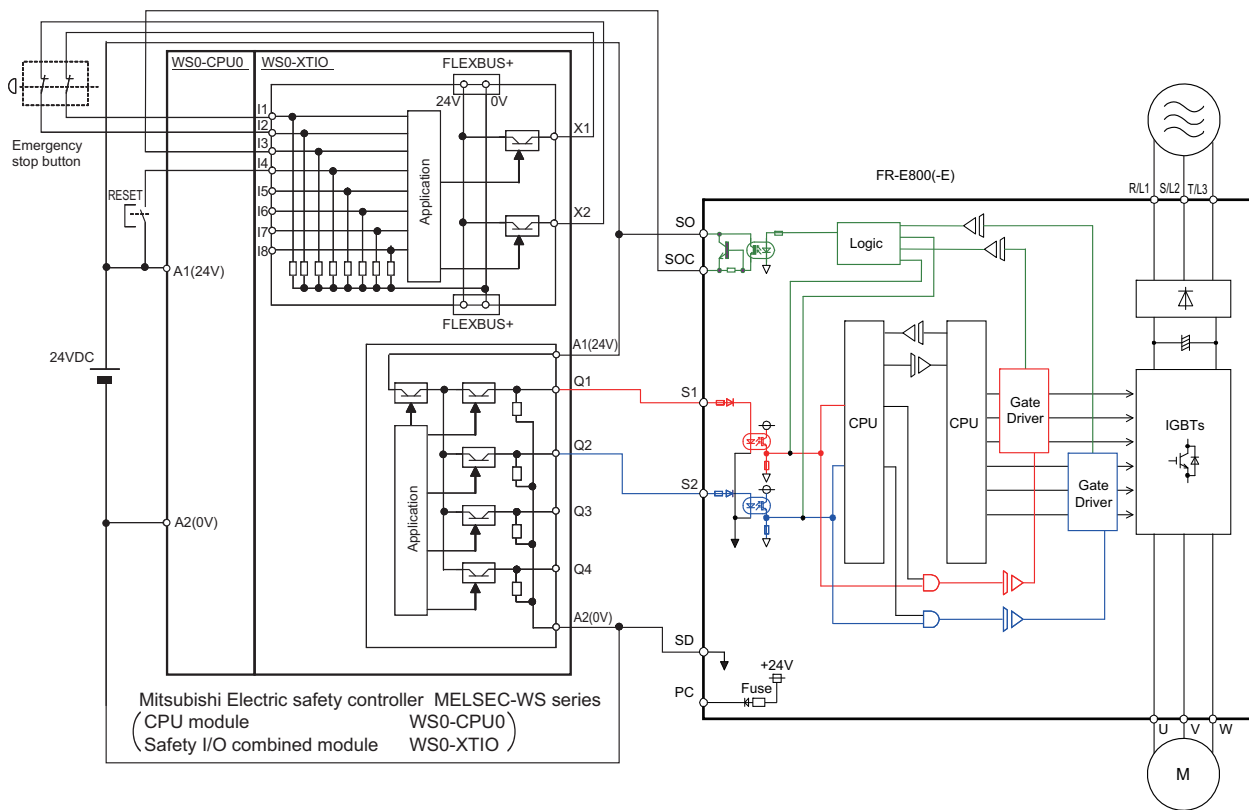 WS0-CPU0
WS0-XTIO
FLEXBUS+
24V
0V
I1
I2
I3
I4
I5
I6
I7
I8
Application
X1
X2
FLEXBUS+
Emergency
stop button
RESET
A1(24V)
24VDC
A2(0V)
A1(24V)
Q1
Q2
Q3
Q4
A2(0V)
Application
Mitsubishi Electric safety controller MELSEC-WS series
CPU module WS0-CPU0
Safety I/O combined module WS0-XTIO
FR-E800(-E)
R/L1
S/L2
T/L3
SO
SOC
Logic
S1
S2
CPU
CPU
Gate
Driver
Gate
Driver
IGBTs
SD
PC
Fuse
+24V
U
V
W
M